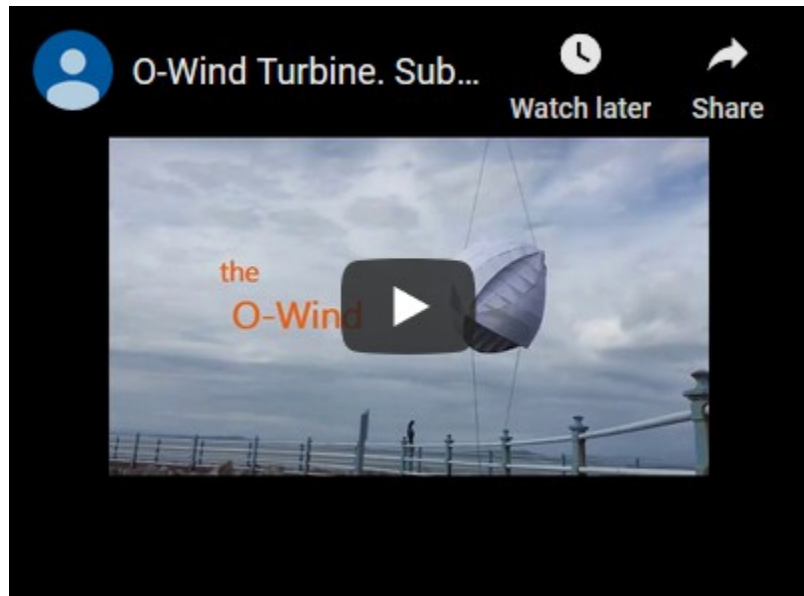 O-Wind Turbine. Sub...
Watch later
Share
the
O-Wind